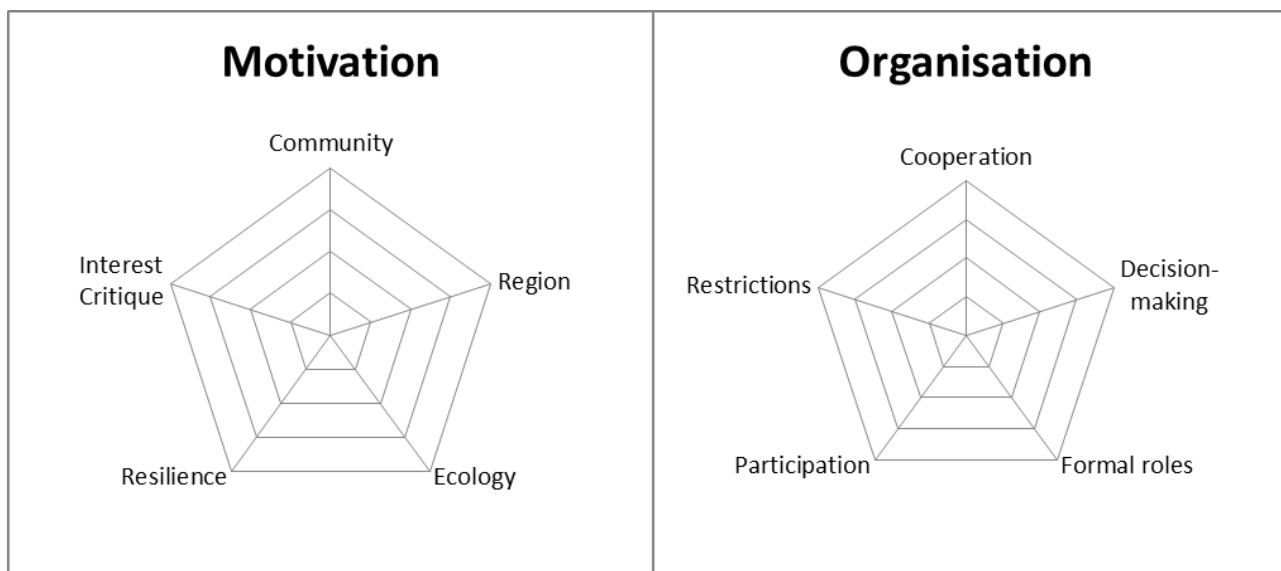 Motivation
Community
Interest
Critique
Region
Resilience
Ecology
Organisation
Cooperation
Restrictions
Decision-
making
Participation
Formal roles